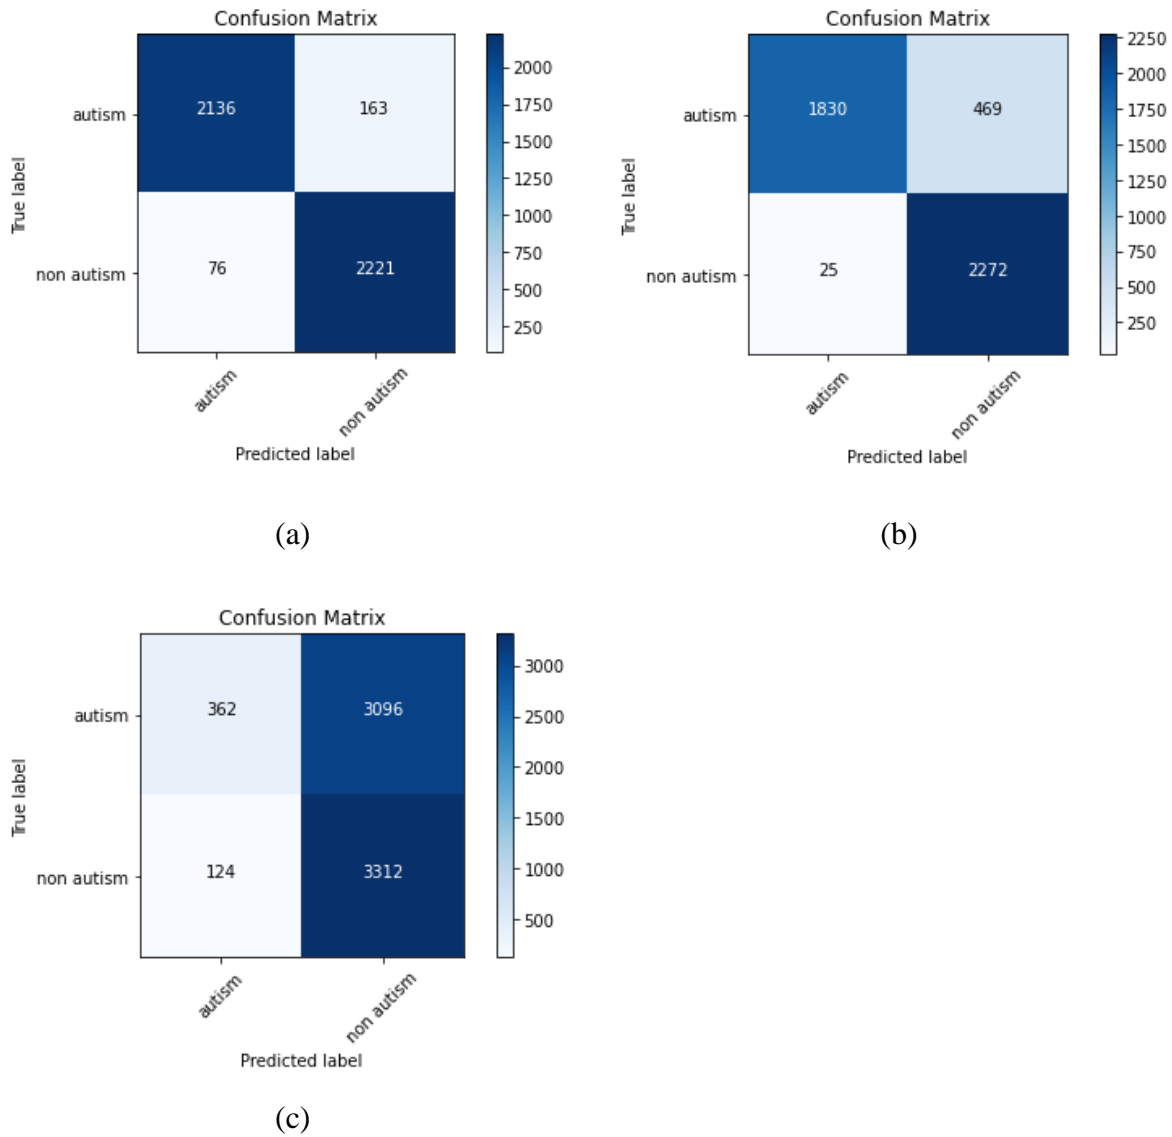 Confusion Matrix
autism
non autism
True label
2136
163
76
2221
2000
1750
1500
1250
1000
750
500
250
autism
non autism
Predicted label
(a)
Confusion Matrix
autism
non autism
True label
1830
469
25
2272
2250
2000
1750
1500
1250
1000
750
500
250
autism
non autism
Predicted label
(b)
Confusion Matrix
autism
non autism
True label
362
3096
124
3312
3000
2500
2000
1500
1000
500
autism
non autism
Predicted label
(c)